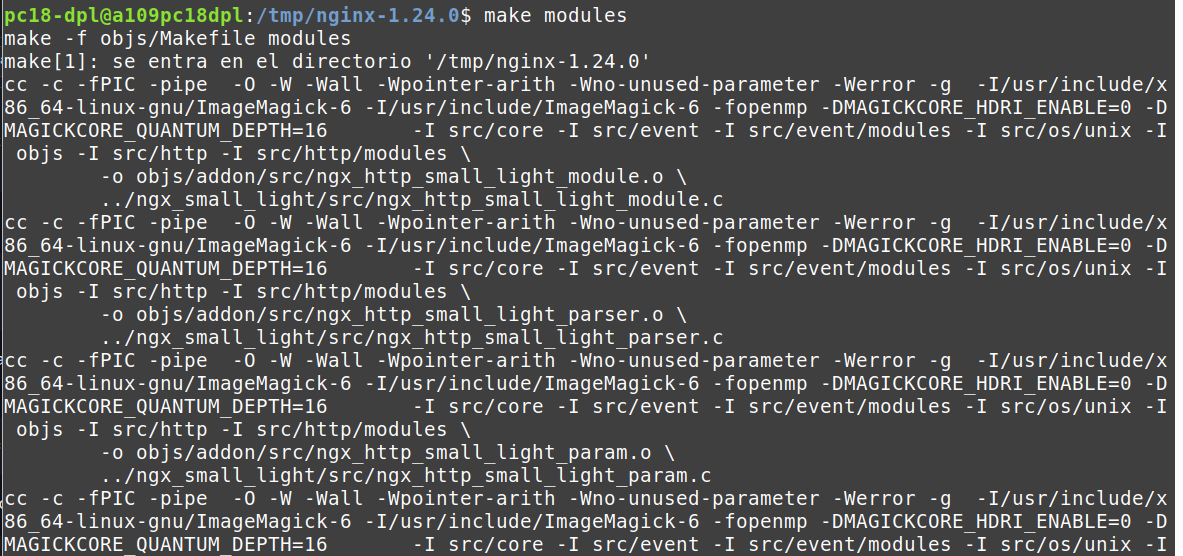 pc18-dpl@a109pc18dpl:/tmp/nginx-1.24.0$ make modules
make -f objs/Makefile modules
make[1]: se entra en el directorio '/tmp/nginx-1.24.0'
cc -c -fPIC -pipe  -O -W -Wall -Wpointer-arith -Wno-unused-parameter -Werror -g  -I/usr/include/x
86_64-linux-gnu/ImageMagick-6 -I/usr/include/ImageMagick-6 -fopenmp -DMAGICKCORE_HDRI_ENABLE=0 -D
MAGICKCORE_QUANTUM_DEPTH=16       -I src/core -I src/event -I src/event/modules -I src/os/unix -I
 objs -I src/http -I src/http/modules \
        -o objs/addon/src/ngx_http_small_light_module.o \
        ../ngx_small_light/src/ngx_http_small_light_module.c
cc -c -fPIC -pipe  -O -W -Wall -Wpointer-arith -Wno-unused-parameter -Werror -g  -I/usr/include/x
86_64-linux-gnu/ImageMagick-6 -I/usr/include/ImageMagick-6 -fopenmp -DMAGICKCORE_HDRI_ENABLE=0 -D
MAGICKCORE_QUANTUM_DEPTH=16       -I src/core -I src/event -I src/event/modules -I src/os/unix -I
 objs -I src/http -I src/http/modules \
        -o objs/addon/src/ngx_http_small_light_parser.o \
        ../ngx_small_light/src/ngx_http_small_light_parser.c
cc -c -fPIC -pipe  -O -W -Wall -Wpointer-arith -Wno-unused-parameter -Werror -g  -I/usr/include/x
86_64-linux-gnu/ImageMagick-6 -I/usr/include/ImageMagick-6 -fopenmp -DMAGICKCORE_HDRI_ENABLE=0 -D
MAGICKCORE_QUANTUM_DEPTH=16       -I src/core -I src/event -I src/event/modules -I src/os/unix -I
 objs -I src/http -I src/http/modules \
        -o objs/addon/src/ngx_http_small_light_param.o \
        ../ngx_small_light/src/ngx_http_small_light_param.c
cc -c -fPIC -pipe  -O -W -Wall -Wpointer-arith -Wno-unused-parameter -Werror -g  -I/usr/include/x
86_64-linux-gnu/ImageMagick-6 -I/usr/include/ImageMagick-6 -fopenmp -DMAGICKCORE_HDRI_ENABLE=0 -D
MAGICKCORE_QUANTUM_DEPTH=16       -I src/core -I src/event -I src/event/modules -I src/os/unix -I